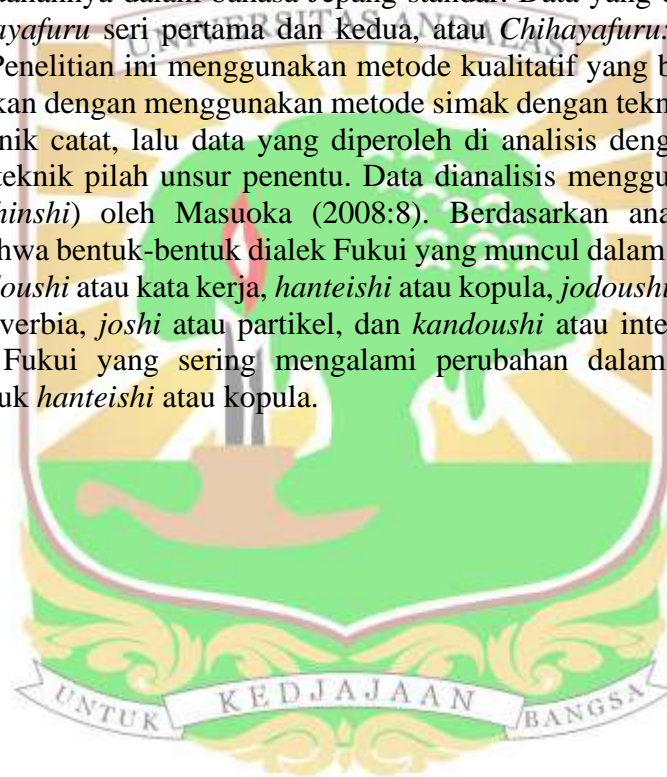 dalam bahasa Jepang standar. Data yang
ayafuru seri pertama dan kedua, atau Chihayafuru:
UNIVERSITAS ANDALAS
Penelitian ini menggunakan metode kualitatif yang b
kan dengan menggunakan metode simak dengan tekn
nik catat, lalu data yang diperoleh di analisis deng
teknik pilah unsur penentu. Data dianalisis menggu
hinshi) oleh Masuoka (2008:8). Berdasarkan ana
hwa bentuk-bentuk dialek Fukui yang muncul dalam
doushi atau kata kerja, hanteishi atau kopula, jodoushi
verbia, joshi atau partikel, dan kandoushi atau inte
Fukui yang sering mengalami perubahan dalam
uk hanteishi atau kopula.
UNTUK KEDJAJAAN BANGSA